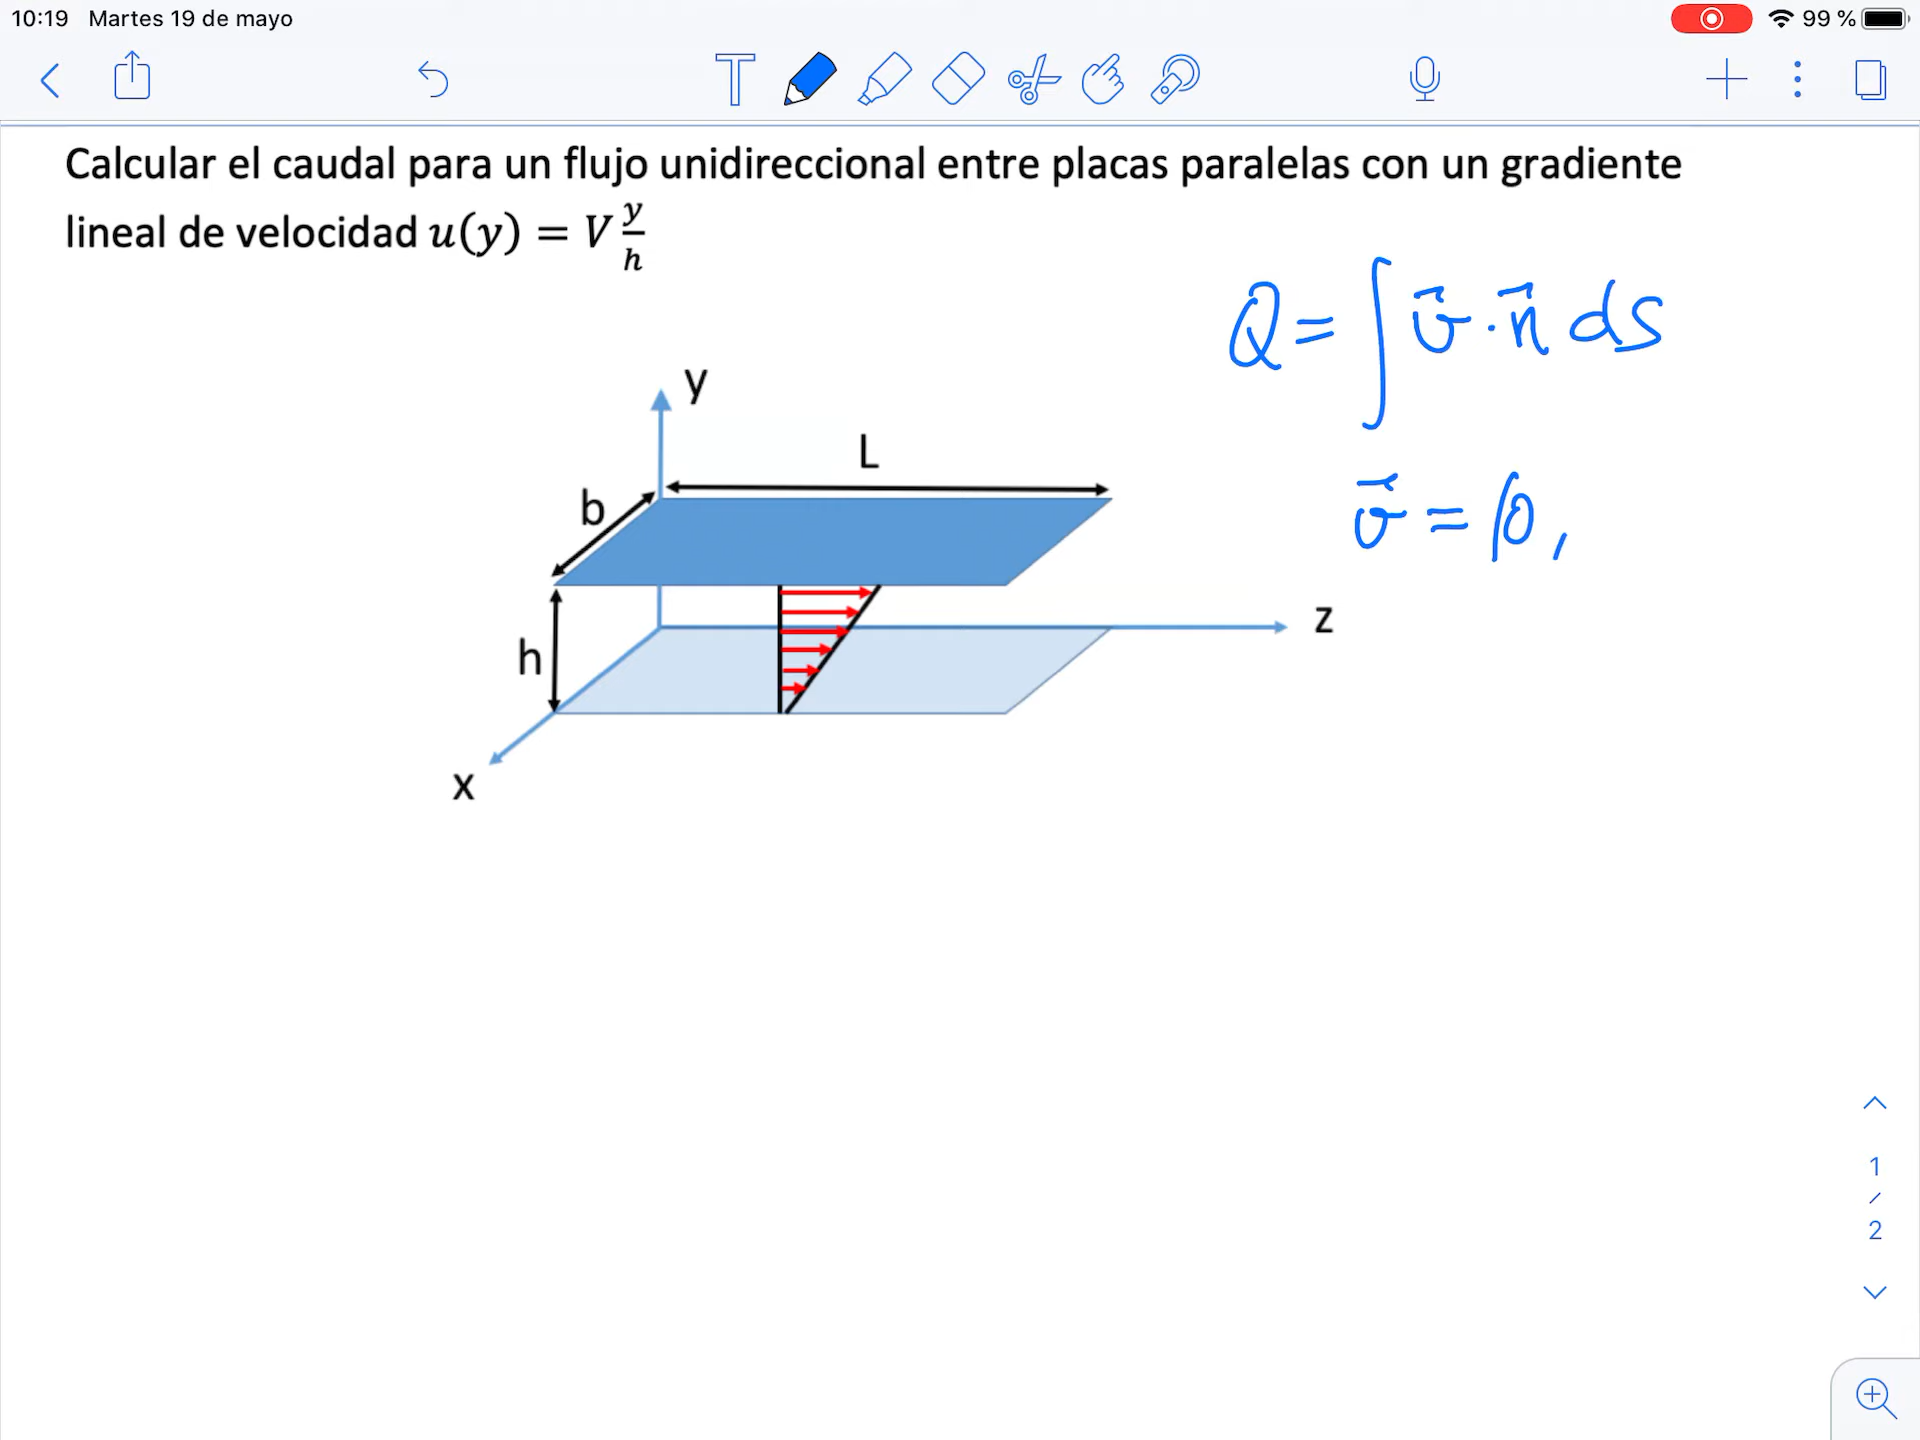 10:19 Martes 19 de mayo
99 %
T
Calcular el caudal para un flujo unidireccional entre placas paralelas con un gradiente
lineal de velocidad u(y) = V y/h
Q = ∫ v⃗ · n⃗ ds
y
L
b
v⃗ = (0,
z
h
x
1
/
2